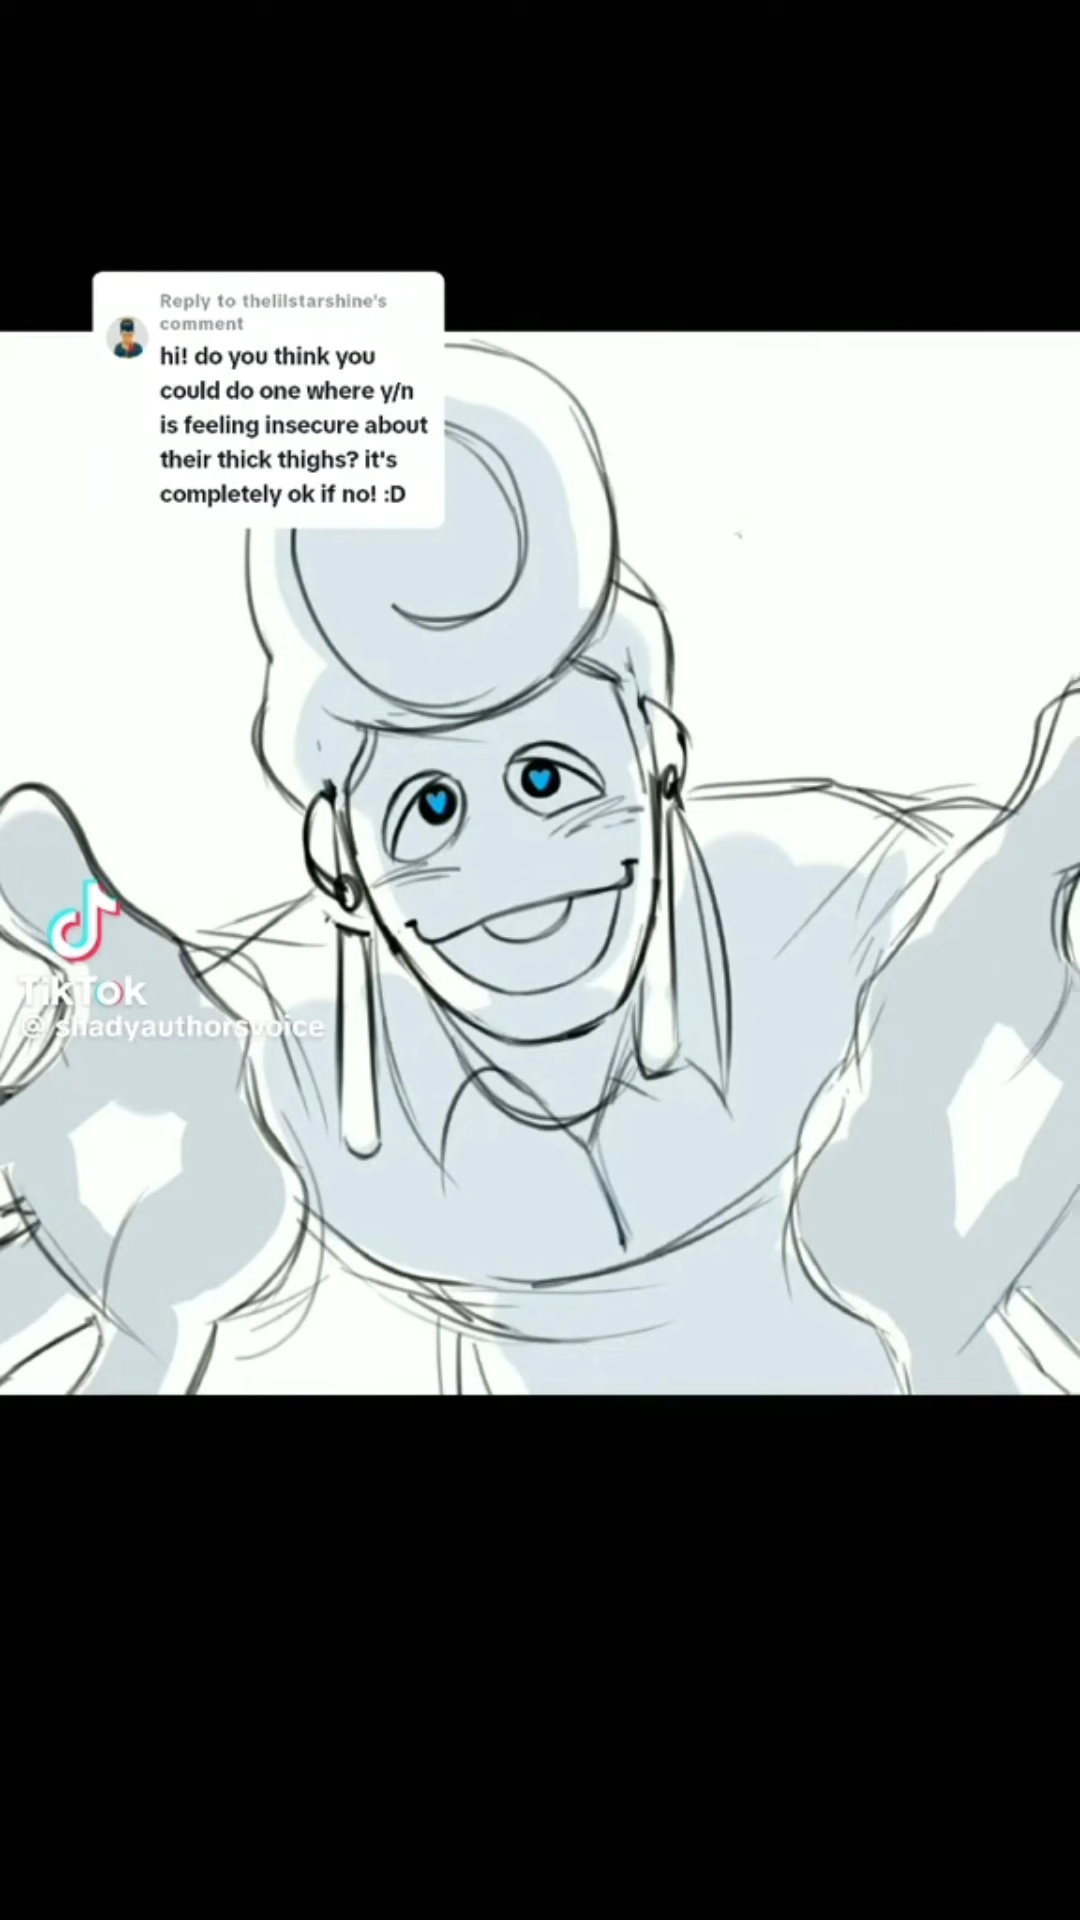 Reply to thelilstarshine's
comment
hi! do you think you
could do one where y/n
is feeling insecure about
their thick thighs? it's
completely ok if no! :D
TikTok
@ shadyauthorsvoice